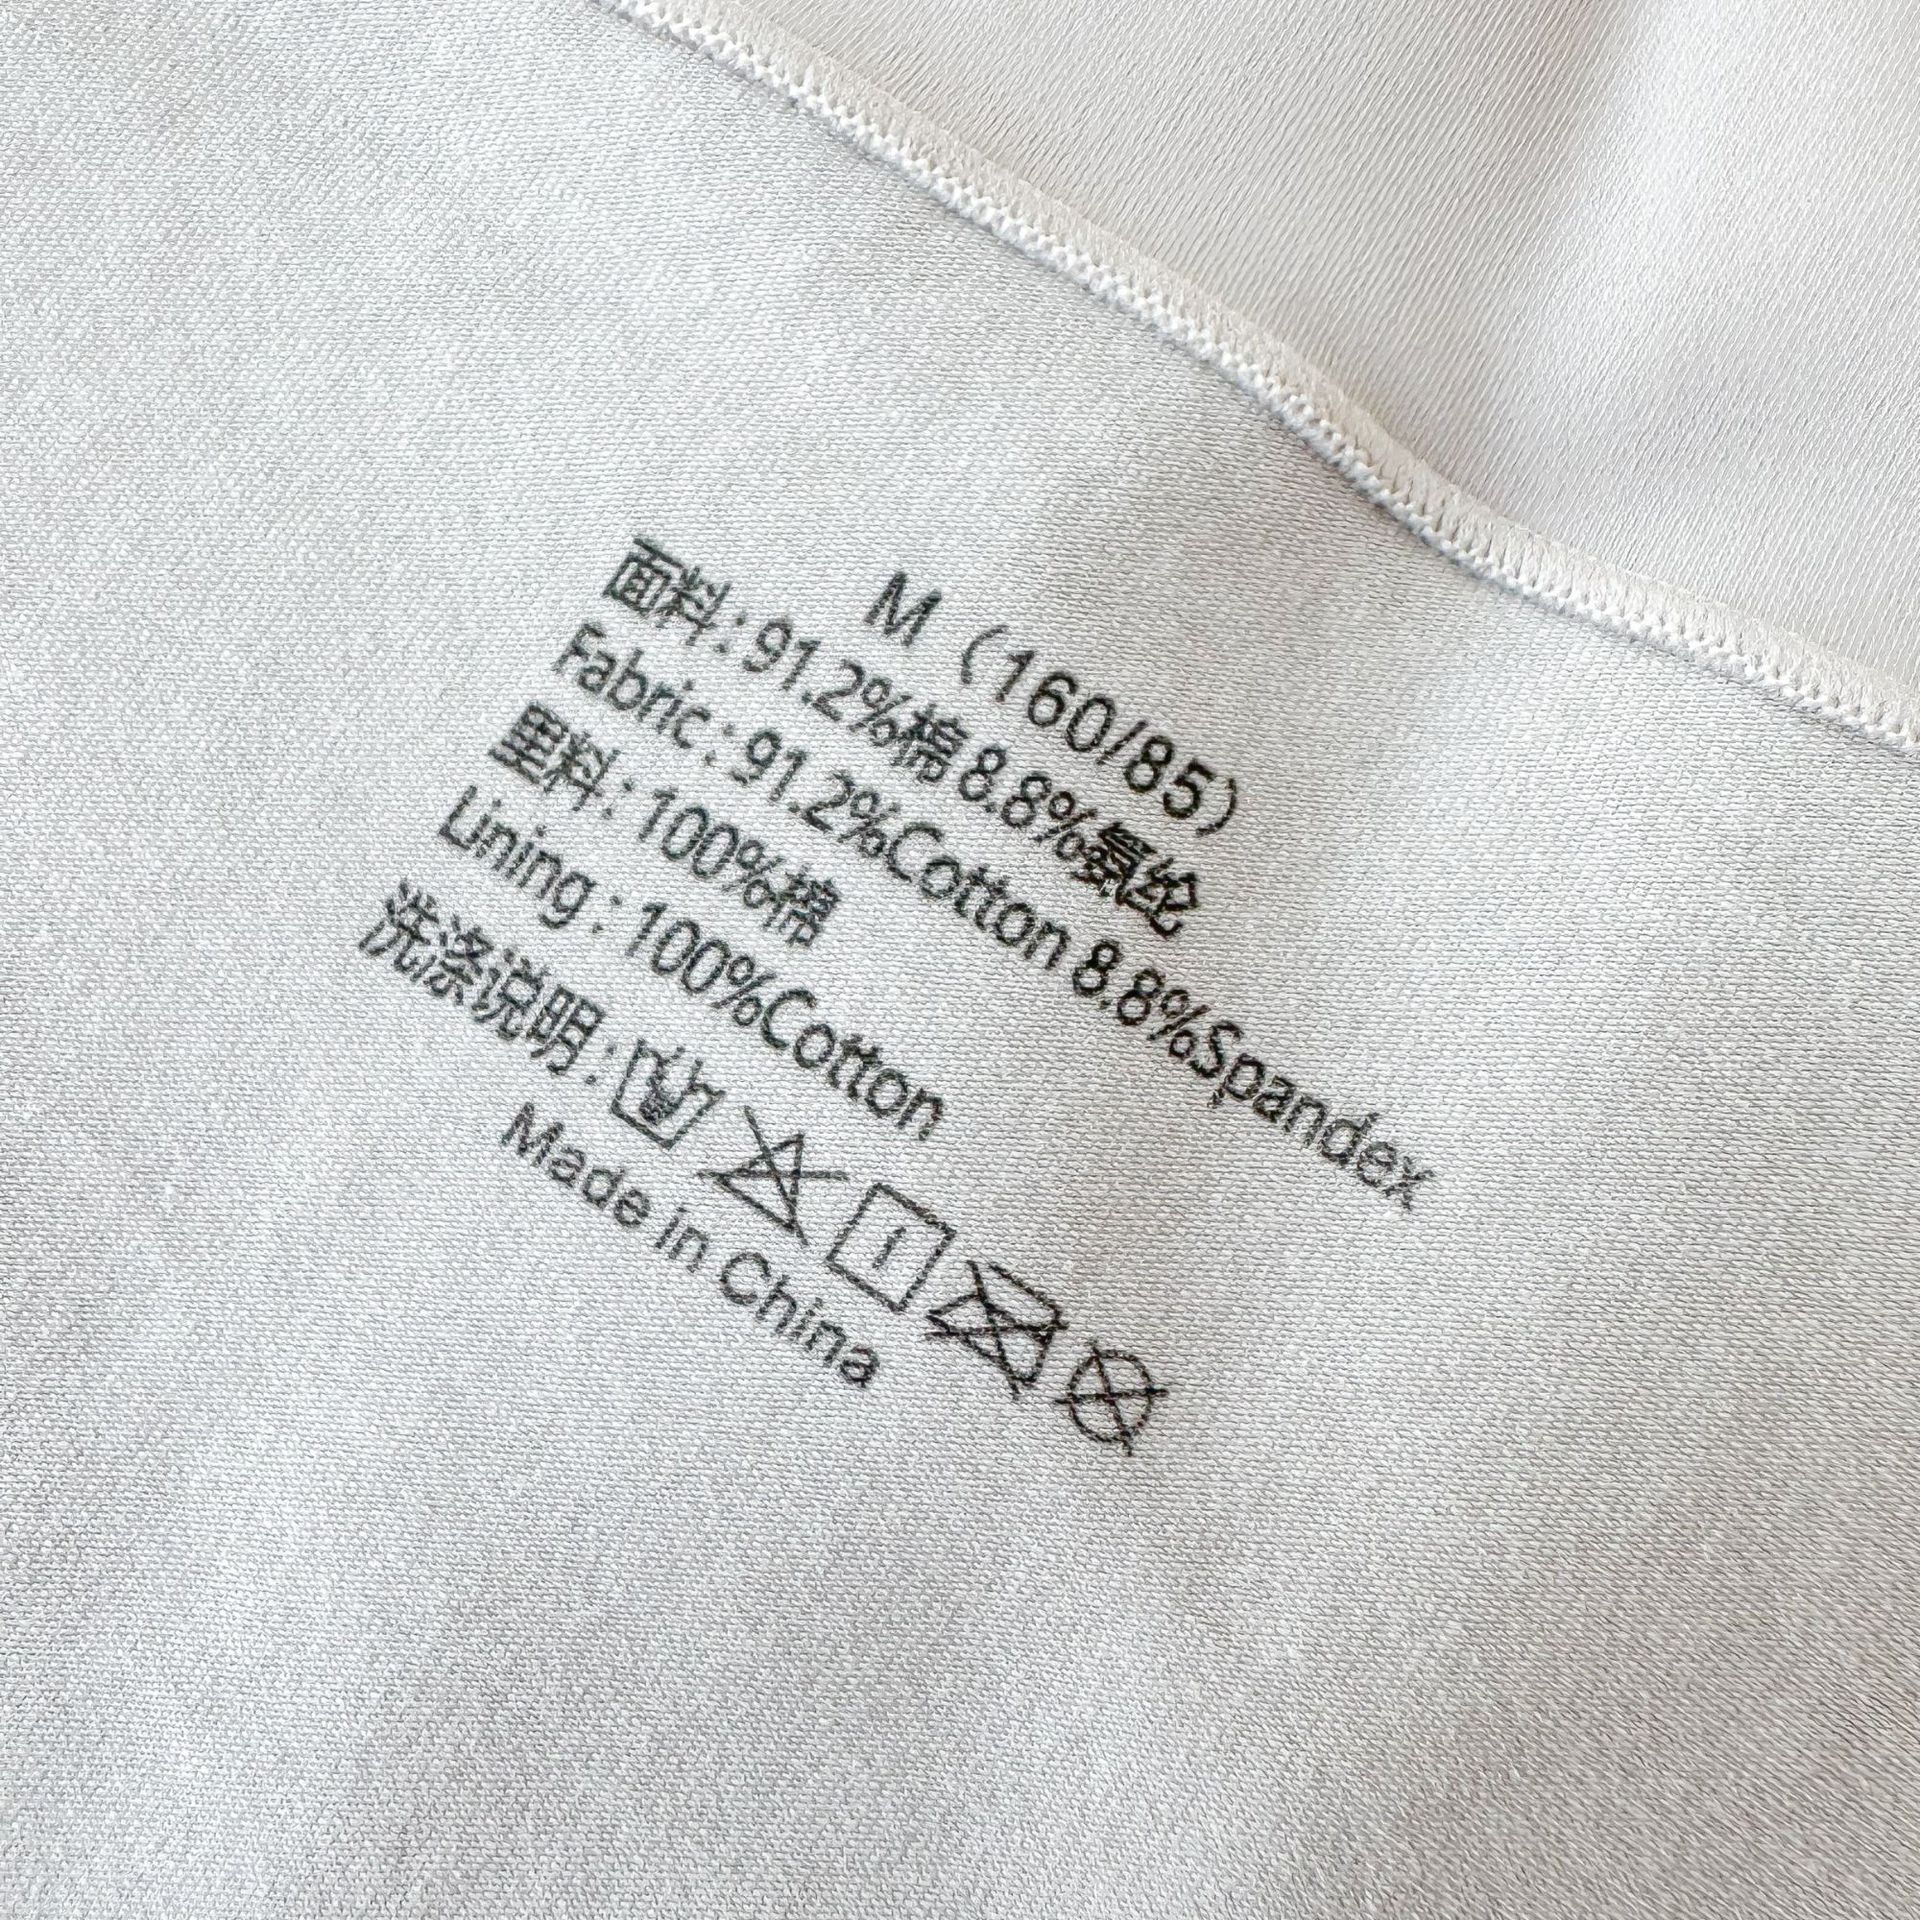 M（160/85）
面料:91.2%棉 8.8%氨纶
Fabric:91.2%Cotton 8.8%Spandex
里料:100%棉
Lining:100%Cotton
洗涤说明:
Made in China